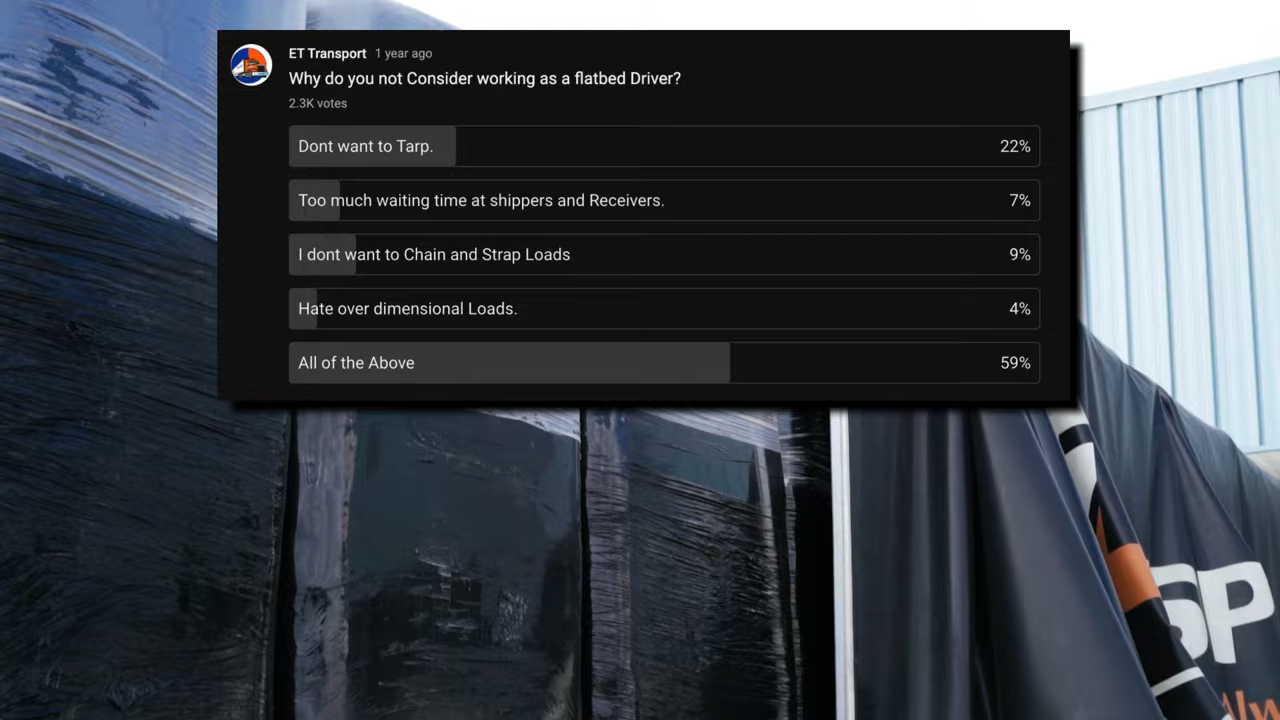 ET Transport 1 year ago
Why do you not Consider working as a flatbed Driver?
2.3K votes
Dont want to Tarp. 22%
Too much waiting time at shippers and Receivers. 7%
I dont want to Chain and Strap Loads 9%
Hate over dimensional Loads. 4%
All of the Above 59%
SP